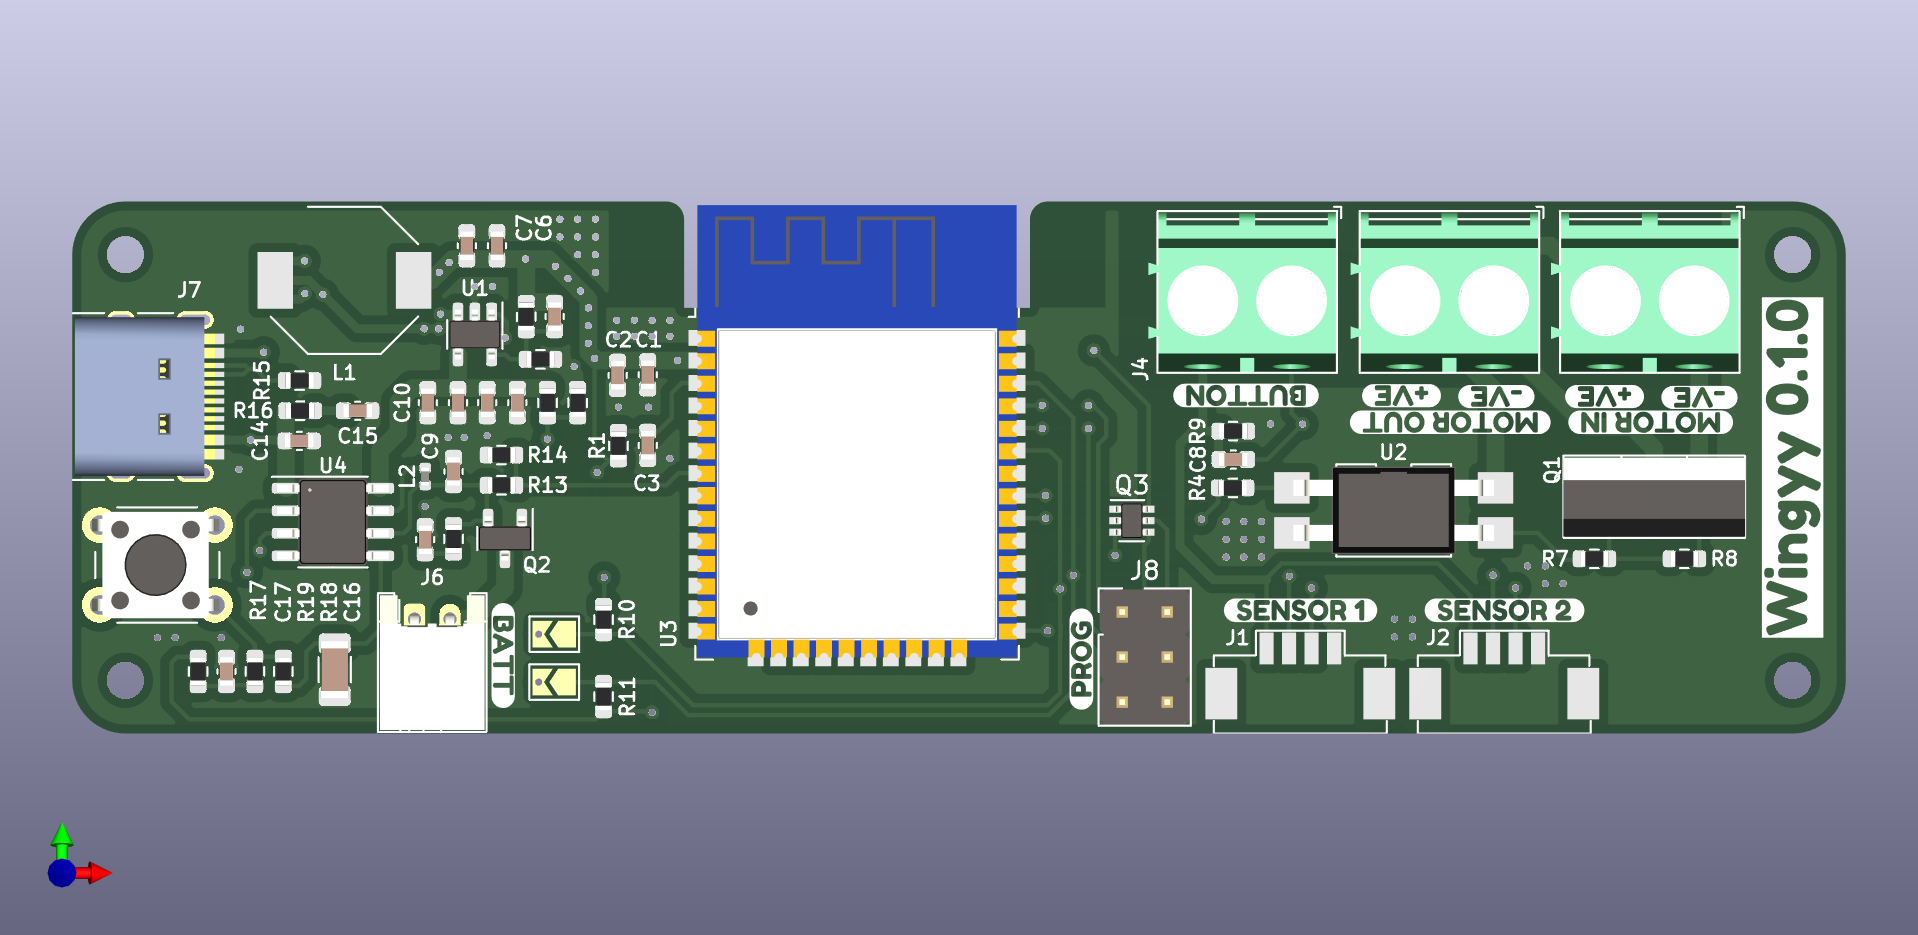 C7
C6
J7
U1
C2
C1
L1
R15
R16
C14
C15
C10
C9
L2
R14
R13
R1
C3
U4
J6
Q2
R17
C17
R19
R18
C16
BATT
R10
R11
U3
J4
BUTTON
+VE
-VE
MOTOR OUT
+VE
-VE
MOTOR IN
R9
C8
R4
U2
Q1
Q3
R7
R8
J8
PROG
SENSOR 1
SENSOR 2
J1
J2
Wingyy 0.1.0